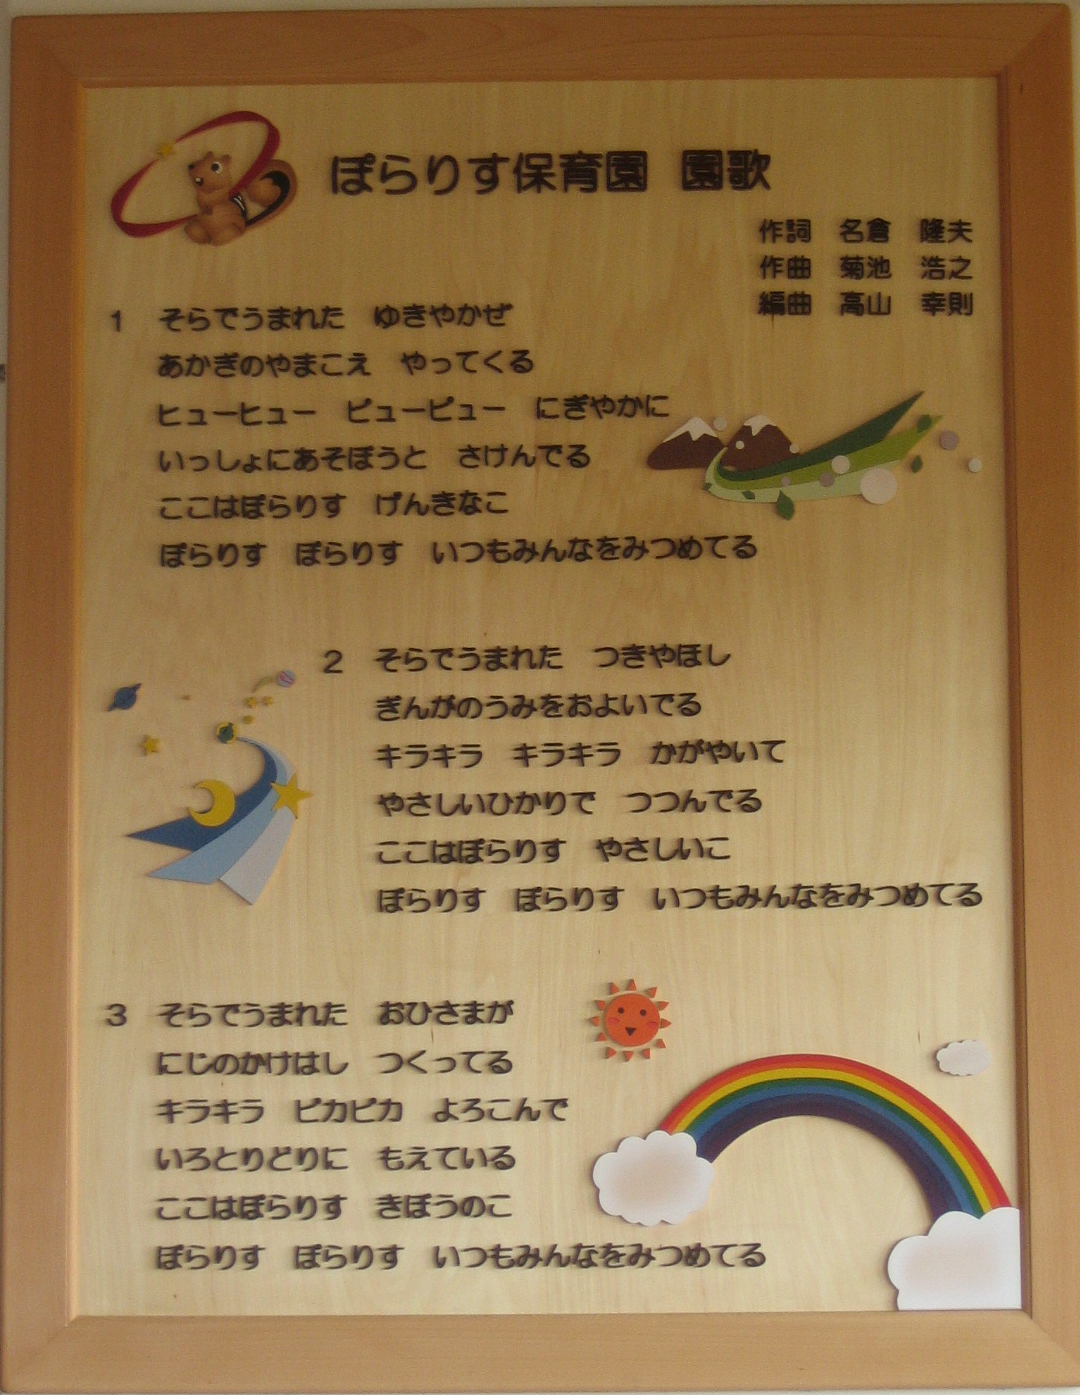 ぽらりす保育園　園歌
作詞　名倉　隆夫
作曲　菊池　浩之
編曲　高山　幸則
1　そらでうまれた　ゆきやかぜ
あかぎのやまこえ　やってくる
ヒューヒュー　ピューピュー　にぎやかに
いっしょにあそぼうと　さけんでる
ここはぽらりす　げんきなこ
ぽらりす　ぽらりす　いつもみんなをみつめてる
2　そらでうまれた　つきやほし
ぎんがのうみをおよいでる
キラキラ　キラキラ　かがやいて
やさしいひかりで　つつんでる
ここはぽらりす　やさしいこ
ぽらりす　ぽらりす　いつもみんなをみつめてる
3　そらでうまれた　おひさまが
にじのかけはし　つくってる
キラキラ　ピカピカ　よろこんで
いろとりどりに　もえている
ここはぽらりす　きぼうのこ
ぽらりす　ぽらりす　いつもみんなをみつめてる